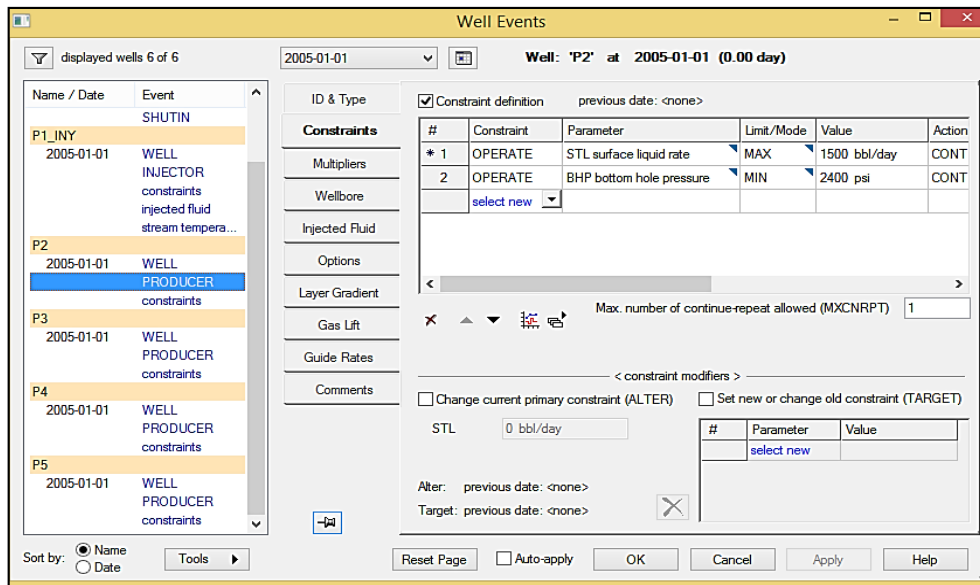 Well Events
displayed wells 6 of 6
2005-01-01
Well: 'P2' at 2005-01-01 (0.00 day)
Name / Date Event
SHUTIN
P1_INY
2005-01-01 WELL
INJECTOR
constraints
injected fluid
stream tempera...
P2
2005-01-01 WELL
PRODUCER
constraints
P3
2005-01-01 WELL
PRODUCER
constraints
P4
2005-01-01 WELL
PRODUCER
constraints
P5
2005-01-01 WELL
PRODUCER
constraints
Sort by: Name
Date
Tools
ID & Type
Constraints
Multipliers
Wellbore
Injected Fluid
Options
Layer Gradient
Gas Lift
Guide Rates
Comments
Constraint definition previous date: <none>
# Constraint Parameter Limit/Mode Value Action
* 1 OPERATE STL surface liquid rate MAX 1500 bbl/day CONT
2 OPERATE BHP bottom hole pressure MIN 2400 psi CONT
select new
Max. number of continue-repeat allowed (MXCNRPT) 1
< constraint modifiers >
Change current primary constraint (ALTER)
STL 0 bbl/day
Alter: previous date: <none>
Target: previous date: <none>
Set new or change old constraint (TARGET)
# Parameter Value
select new
Reset Page Auto-apply OK Cancel Apply Help